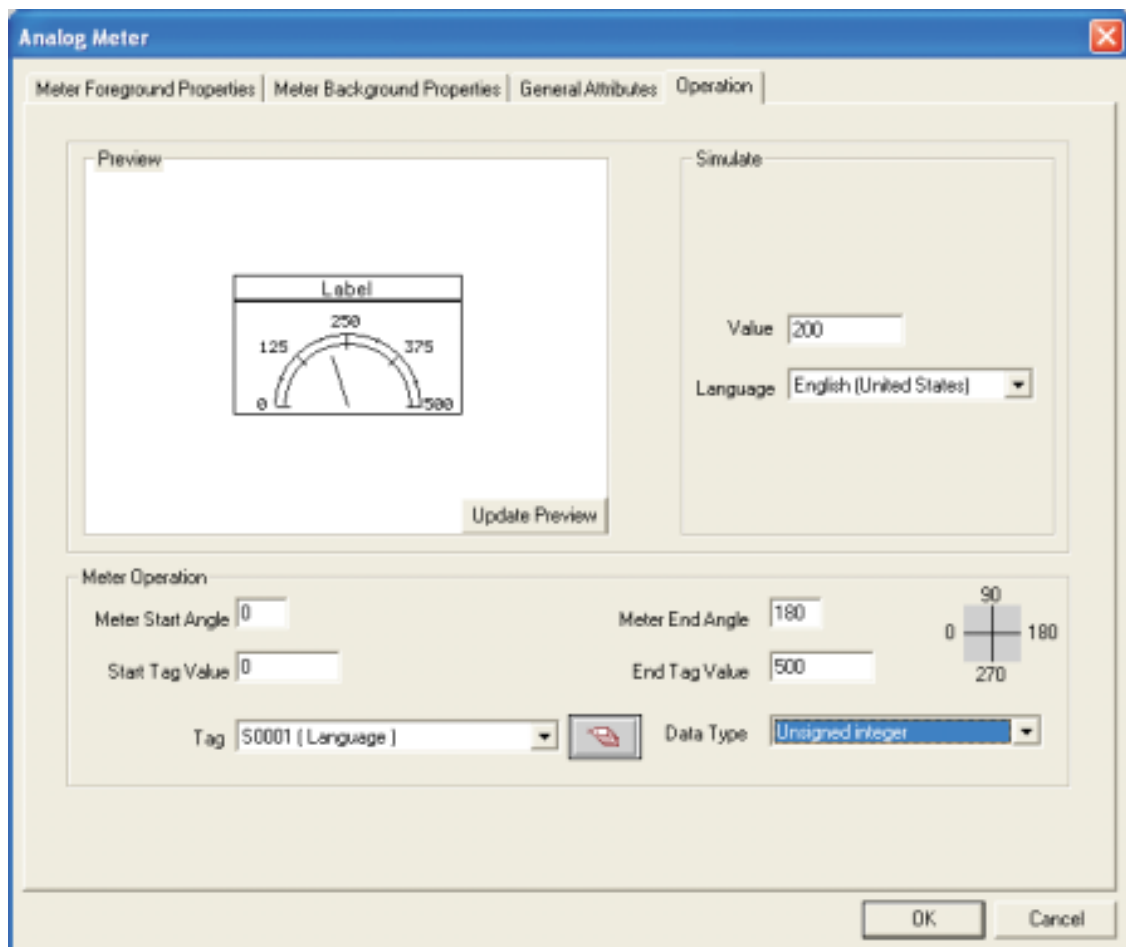 Analog Meter
Meter Foreground Properties
Meter Background Properties
General Attributes
Operation
Preview
Label
250
125
375
0
500
Update Preview
Simulate
Value 200
Language English (United States)
Meter Operation
Meter Start Angle 0
Meter End Angle 180
Start Tag Value 0
End Tag Value 500
90
0
180
270
Tag S0001 ( Language )
Data Type Unsigned integer
OK
Cancel